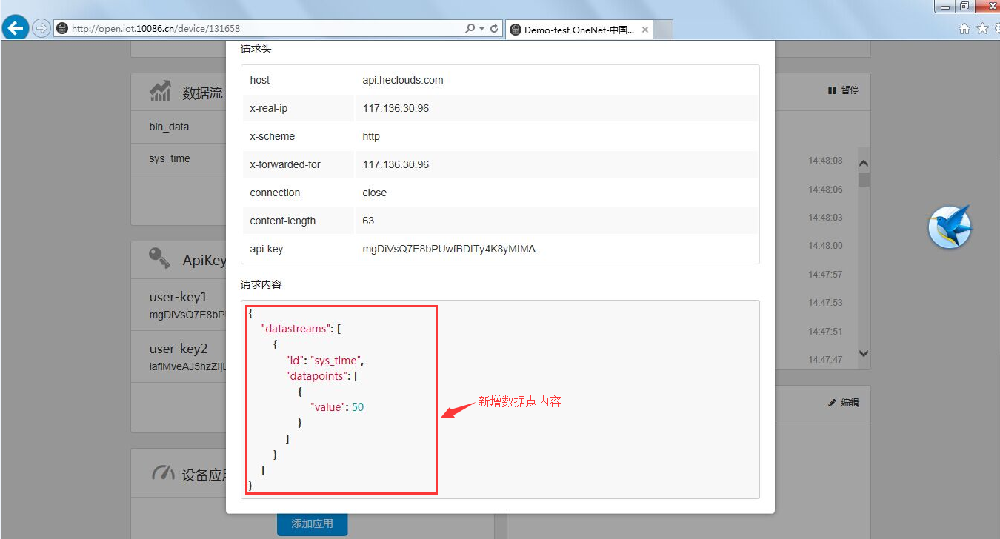 http://open.iot.10086.cn/device/131658
Demo-test OneNet-中国...
请求头
host api.heclouds.com
x-real-ip 117.136.30.96
x-scheme http
x-forwarded-for 117.136.30.96
connection close
content-length 63
api-key mgDiVsQ7E8bPUwfBDtTy4K8yMtMA
请求内容
{
"datastreams": [
{
"id": "sys_time",
"datapoints": [
{
"value": 50
}
]
}
]
}
新增数据点内容
数据流
bin_data
sys_time
ApiKey
user-key1
mgDiVsQ7E8bP
user-key2
IafiMveAJ5hzZIjL
设备应用
添加应用
暂停
14:48:08
14:48:06
14:48:03
14:48:00
14:47:57
14:47:53
14:47:51
14:47:47
编辑